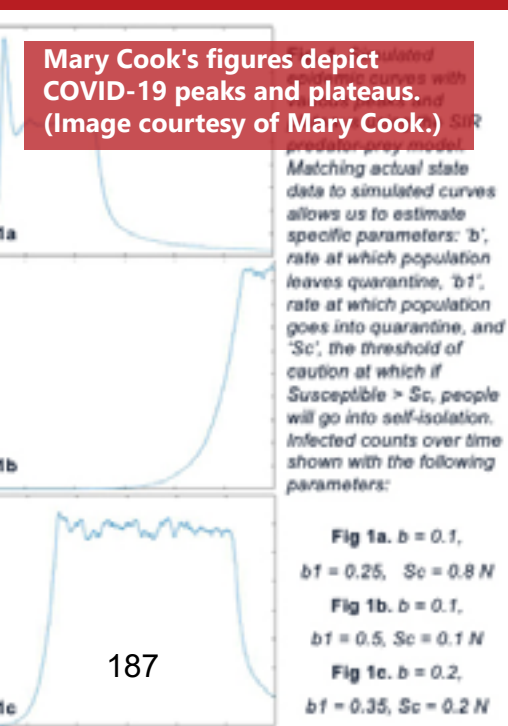 Mary Cook's figures depict
COVID-19 peaks and plateaus.
(Image courtesy of Mary Cook.)
SIR
predator-prey model.
Matching actual state
data to simulated curves
allows us to estimate
specific parameters: 'b',
rate at which population
leaves quarantine, 'b1',
rate at which population
goes into quarantine, and
'Sc', the threshold of
caution at which if
Susceptible > Sc, people
will go into self-isolation.
Infected counts over time
shown with the following
parameters:
Fig 1a. b = 0.1,
b1 = 0.25, Sc = 0.8 N
Fig 1b. b = 0.1,
b1 = 0.5, Sc = 0.1 N
Fig 1c. b = 0.2,
b1 = 0.35, Sc = 0.2 N
1a
1b
1c
187